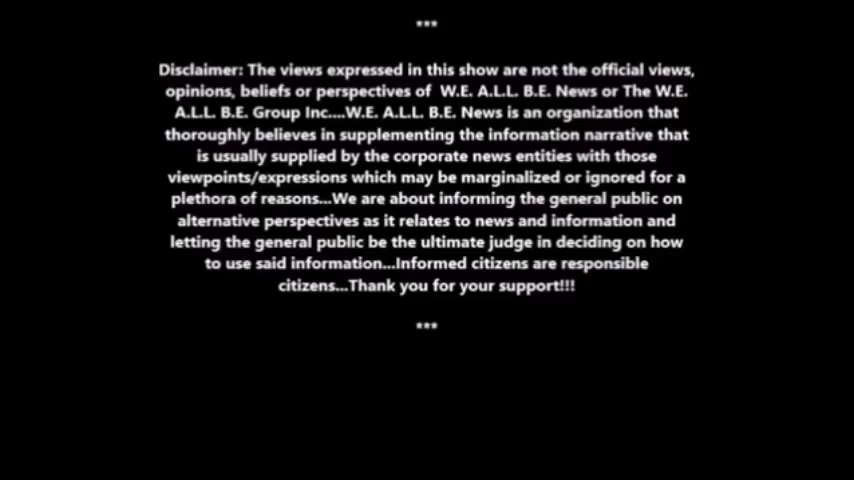 ***
Disclaimer: The views expressed in this show are not the official views,
opinions, beliefs or perspectives of W.E. A.L.L. B.E. News or The W.E.
A.L.L. B.E. Group Inc....W.E. A.L.L. B.E. News is an organization that
thoroughly believes in supplementing the information narrative that
is usually supplied by the corporate news entities with those
viewpoints/expressions which may be marginalized or ignored for a
plethora of reasons...We are about informing the general public on
alternative perspectives as it relates to news and information and
letting the general public be the ultimate judge in deciding on how
to use said information...Informed citizens are responsible
citizens...Thank you for your support!!!
***